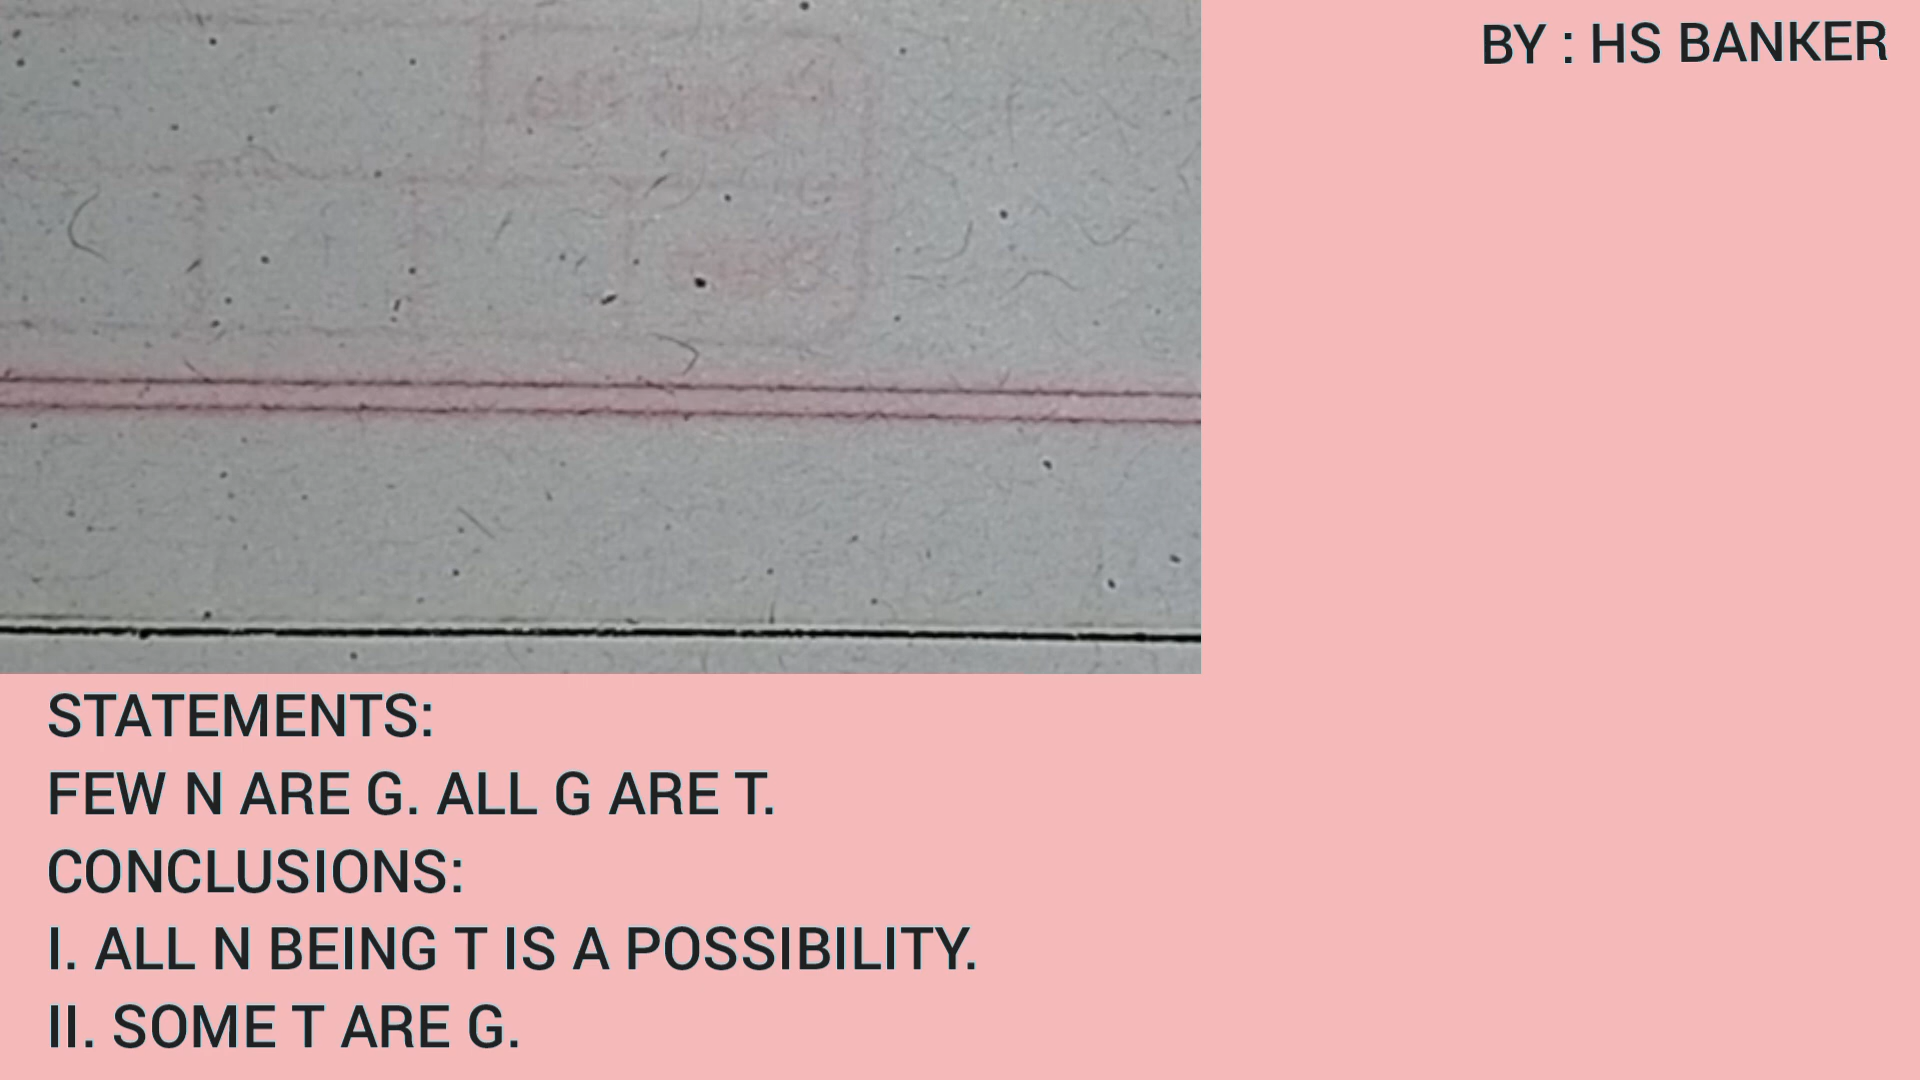 BY : HS BANKER
STATEMENTS:
FEW N ARE G. ALL G ARE T.
CONCLUSIONS:
I. ALL N BEING T IS A POSSIBILITY.
II. SOME T ARE G.